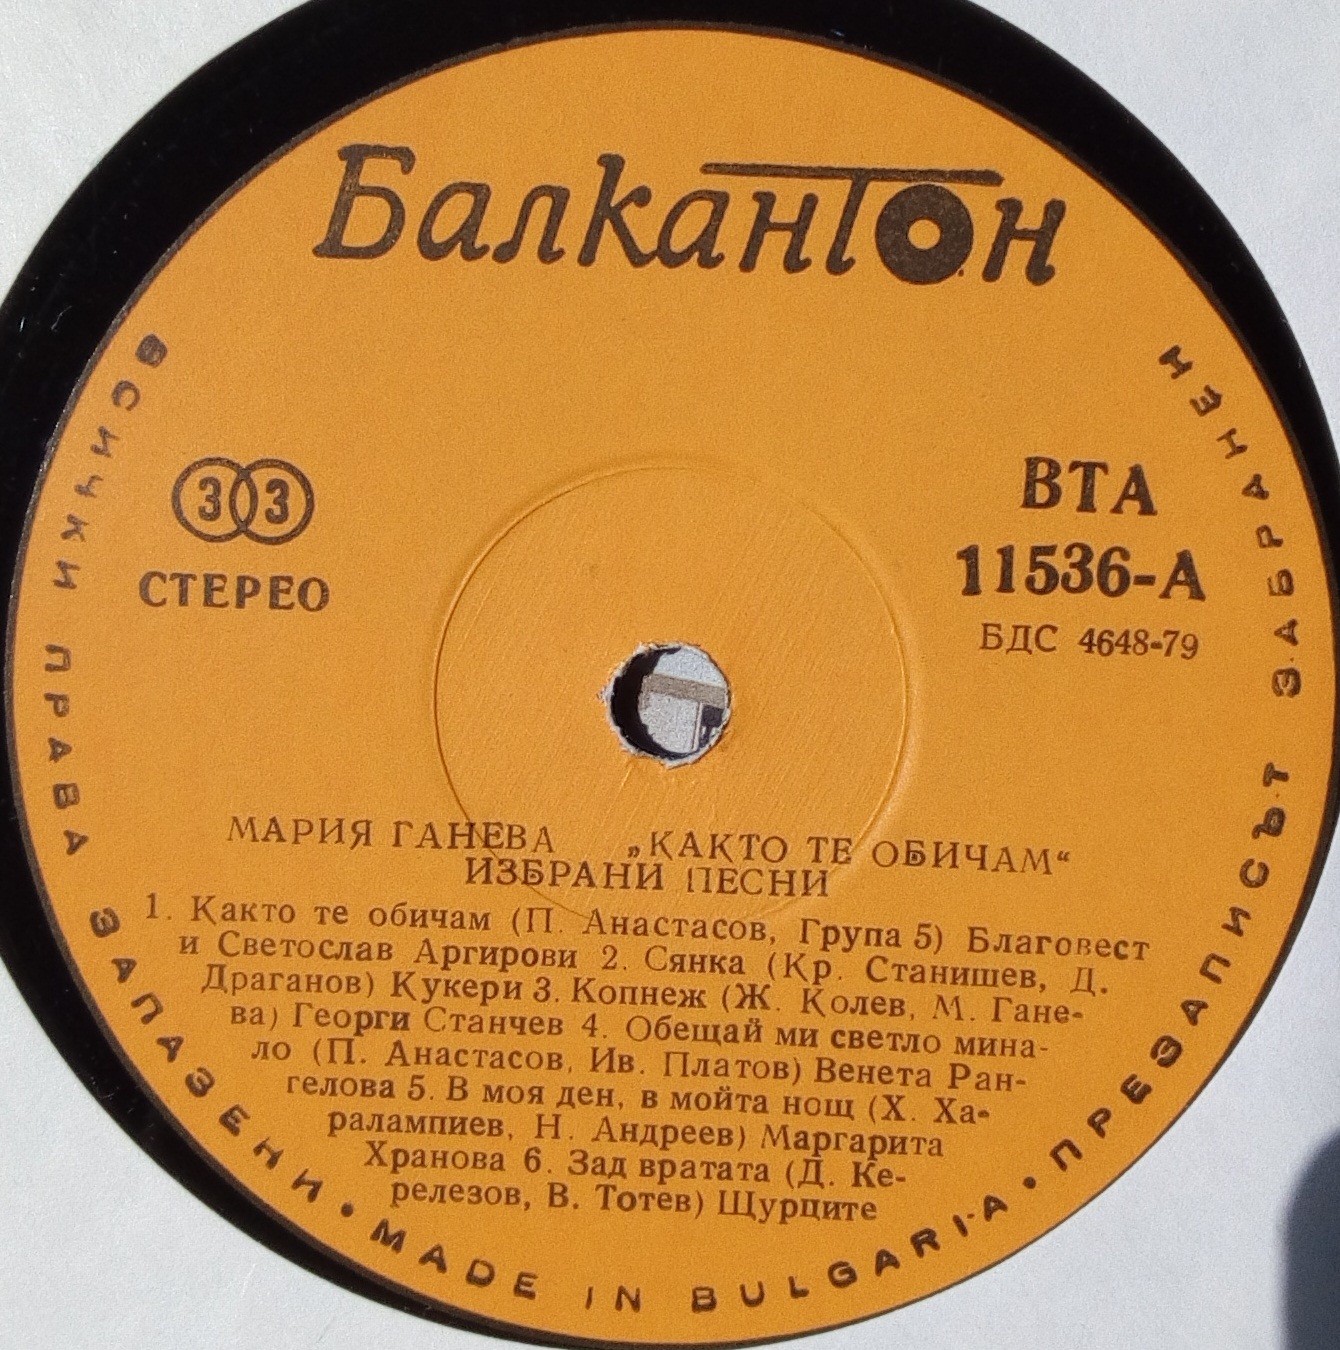 Балкантон
33
СТЕРЕО
ВТА
11536-А
БДС 4648-79
МАРИЯ ГАНЕВА „КАКТО ТЕ ОБИЧАМ“
ИЗБРАНИ ПЕСНИ
1. Както те обичам (П. Анастасов, Група 5) Благовест
и Светослав Аргирови 2. Сянка (Кр. Станишев, Д.
Драганов) Кукери 3. Копнеж (Ж. Колев, М. Гане-
ва) Георги Станчев 4. Обещай ми светло мина-
ло (П. Анастасов, Ив. Платов) Венета Ран-
гелова 5. В моя ден, в мойта нощ (Х. Ха-
ралампиев, Н. Андреев) Маргарита
Хранова 6. Зад вратата (Д. Ке-
релезов, В. Тотев) Щурците
ВСИЧКИ ПРАВА ЗАПАЗЕНИ • MADE IN BULGARIA • ПРЕЗАПИСЪТ ЗАБРАНЕН